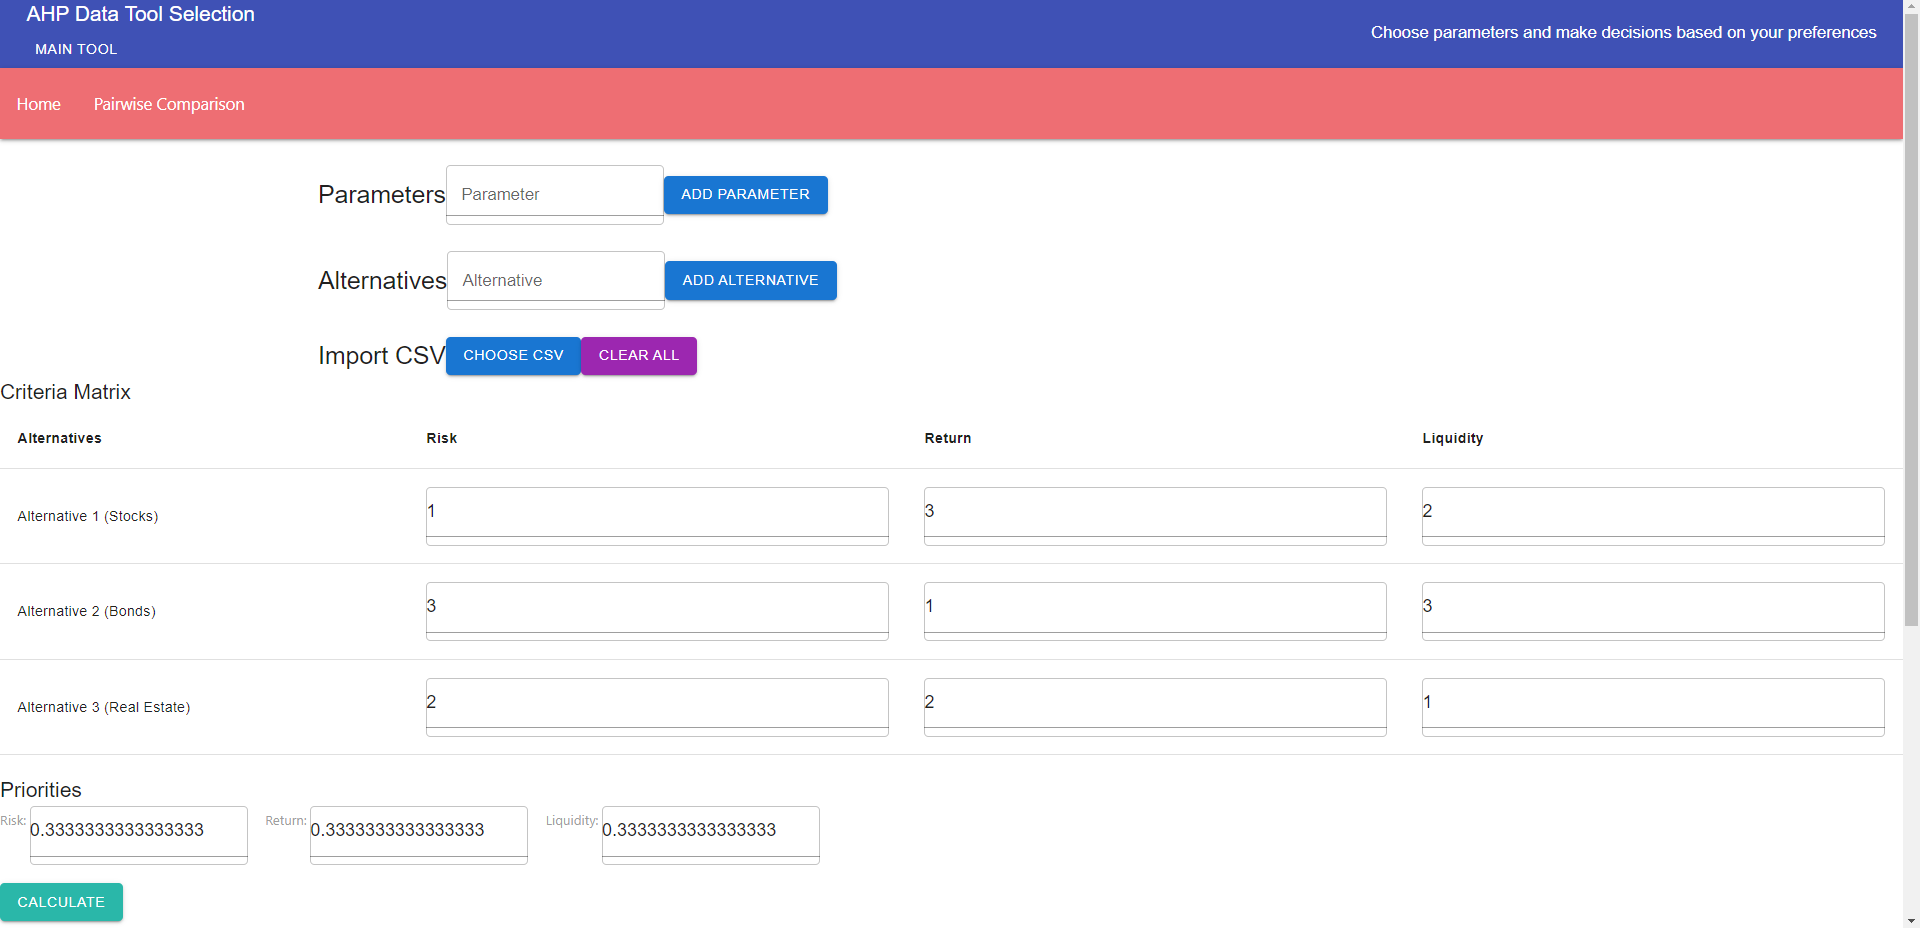 AHP Data Tool Selection
MAIN TOOL
Choose parameters and make decisions based on your preferences
Home Pairwise Comparison
Parameters Parameter ADD PARAMETER
Alternatives Alternative ADD ALTERNATIVE
Import CSV CHOOSE CSV CLEAR ALL
Criteria Matrix
Alternatives Risk Return Liquidity
Alternative 1 (Stocks) 1 3 2
Alternative 2 (Bonds) 3 1 3
Alternative 3 (Real Estate) 2 2 1
Priorities
Risk: 0.3333333333333333 Return: 0.3333333333333333 Liquidity: 0.3333333333333333
CALCULATE